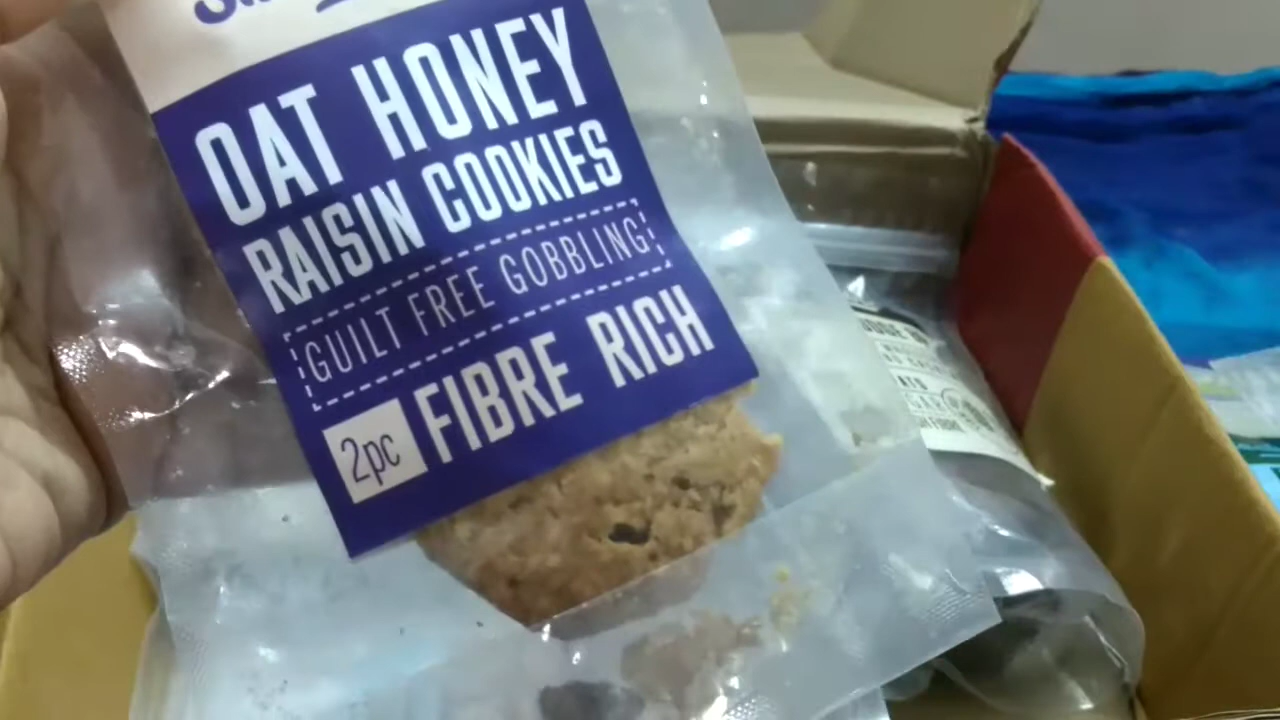 OAT HONEY
RAISIN COOKIES
GUILT FREE GOBBLING
2pc FIBRE RICH